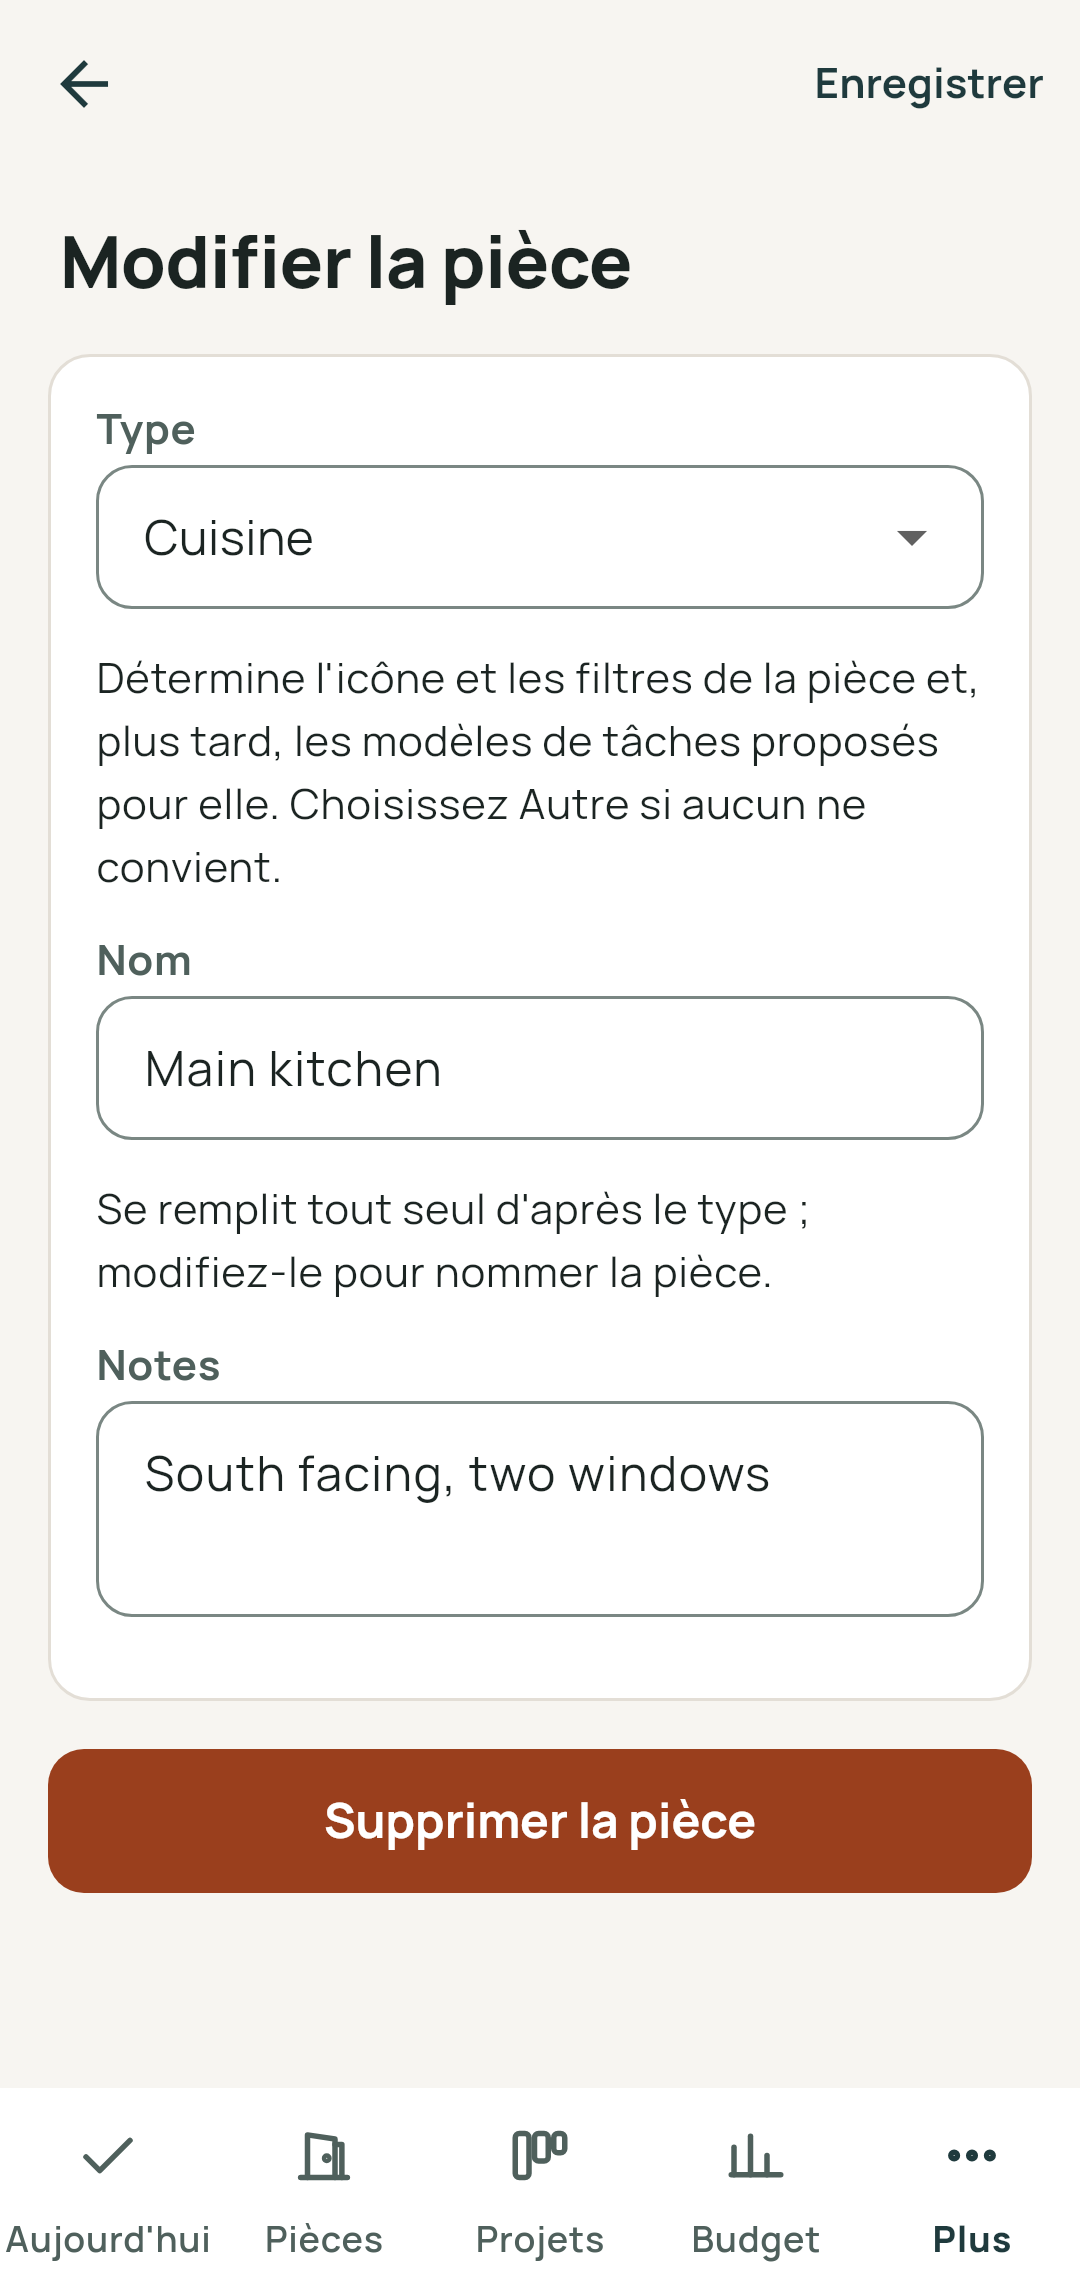 Enregistrer
Modifier la pièce
Type
Cuisine
Détermine l'icône et les filtres de la pièce et,
plus tard, les modèles de tâches proposés
pour elle. Choisissez Autre si aucun ne
convient.
Nom
Main kitchen
Se remplit tout seul d'après le type ;
modifiez-le pour nommer la pièce.
Notes
South facing, two windows
Supprimer la pièce
Aujourd'hui
Pièces
Projets
Budget
Plus